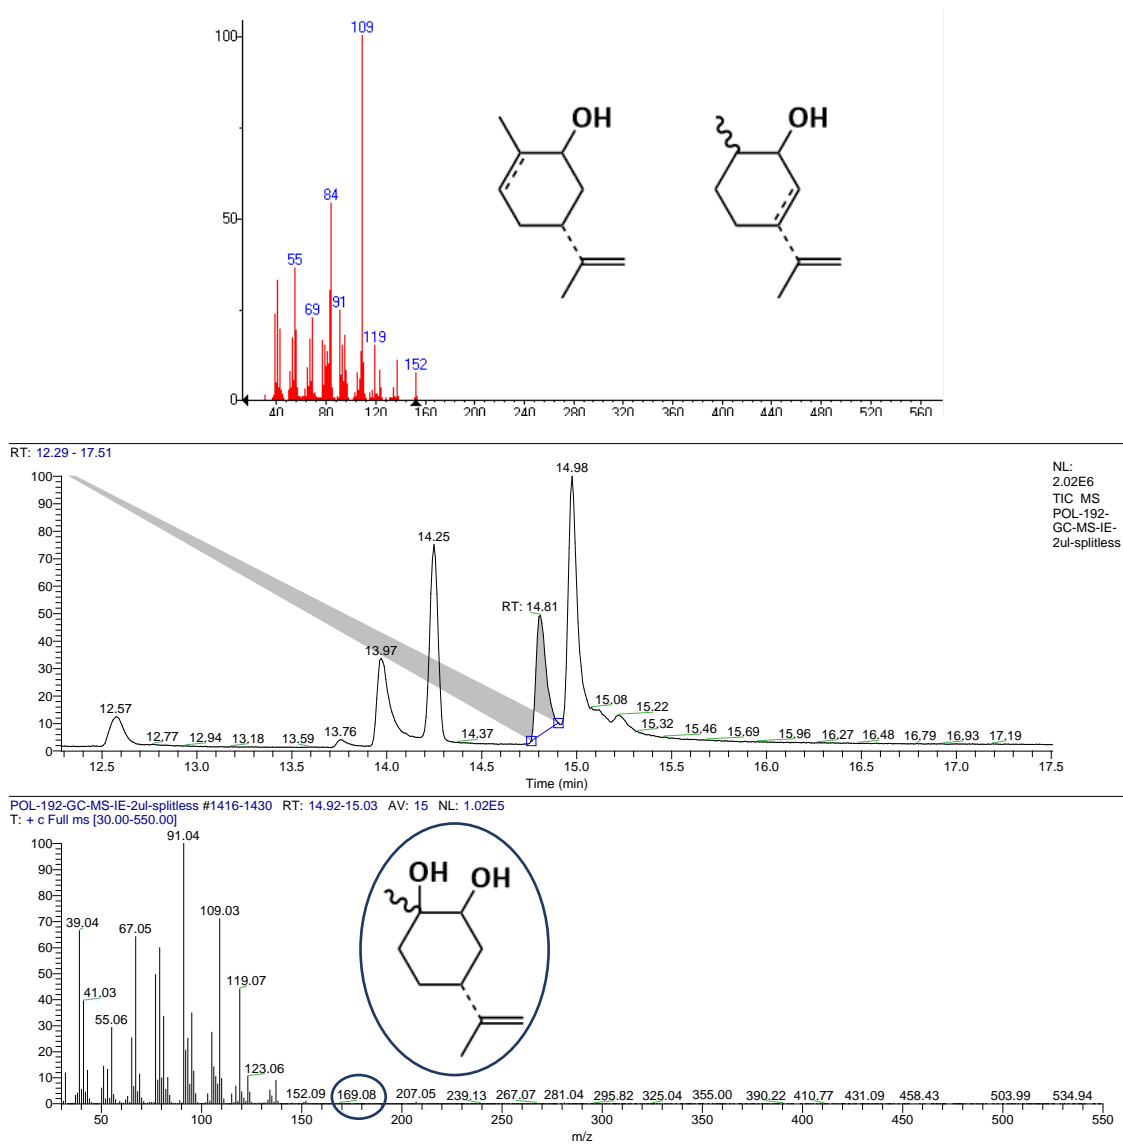 109
100
84
50
55
91
69
119
152
0
40 80 120 160 200 240 280 320 360 400 440 480 520 560
OH
OH
RT: 12.29 - 17.51
14.98
NL:
2.02E6
TIC MS
POL-192-
GC-MS-IE-
2ul-splitless
100
90
80
70
60
50
40
30
20
10
0
14.25
RT: 14.81
13.97
12.57
12.77 12.94 13.18 13.59 13.76 14.37 15.08 15.22 15.32 15.46 15.69 15.96 16.27 16.48 16.79 16.93 17.19
12.5 13.0 13.5 14.0 14.5 15.0 15.5 16.0 16.5 17.0 17.5
Time (min)
POL-192-GC-MS-IE-2ul-splitless #1416-1430 RT: 14.92-15.03 AV: 15 NL: 1.02E5
T: + c Full ms [30.00-550.00]
91.04
100
90
80
70
60
50
40
30
20
10
0
OH
OH
109.03
39.04
67.05
119.07
41.03
55.06
123.06
152.09 169.08 207.05 239.13 267.07 281.04 295.82 325.04 355.00 390.22 410.77 431.09 458.43 503.99 534.94
50 100 150 200 250 300 350 400 450 500 550
m/z